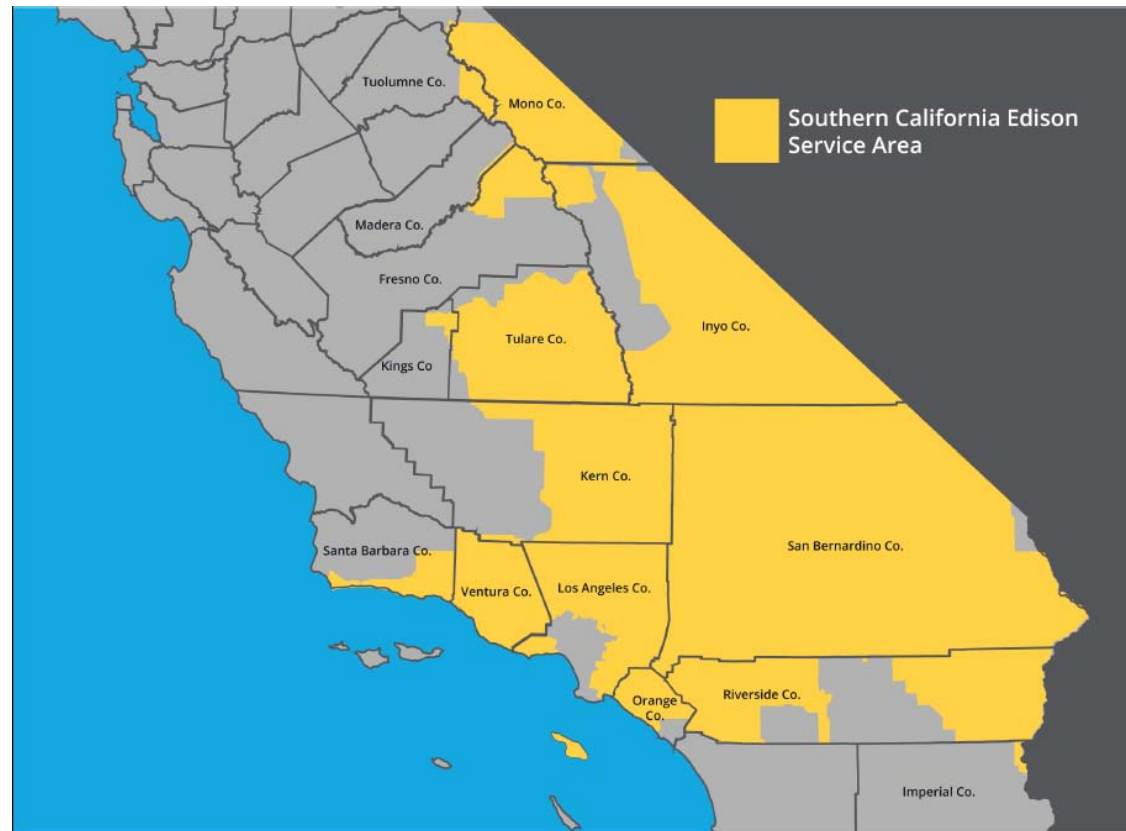 Tuolumne Co.
Mono Co.
Southern California Edison
Service Area
Madera Co.
Fresno Co.
Inyo Co.
Tulare Co.
Kings Co
Kern Co.
Santa Barbara Co.
San Bernardino Co.
Ventura Co.
Los Angeles Co.
Riverside Co.
Orange
Co.
Imperial Co.